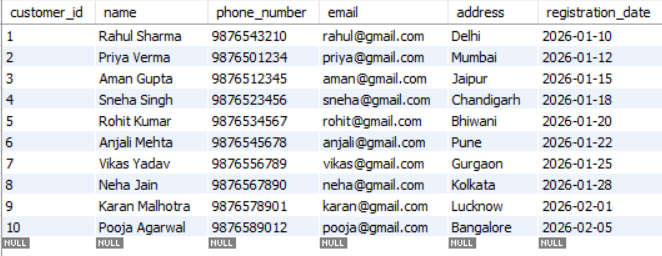 customer_id name phone_number email address registration_date
1 Rahul Sharma 9876543210 rahul@gmail.com Delhi 2026-01-10
2 Priya Verma 9876501234 priya@gmail.com Mumbai 2026-01-12
3 Aman Gupta 9876512345 aman@gmail.com Jaipur 2026-01-15
4 Sneha Singh 9876523456 sneha@gmail.com Chandigarh 2026-01-18
5 Rohit Kumar 9876534567 rohit@gmail.com Bhiwani 2026-01-20
6 Anjali Mehta 9876545678 anjali@gmail.com Pune 2026-01-22
7 Vikas Yadav 9876556789 vikas@gmail.com Gurgaon 2026-01-25
8 Neha Jain 9876567890 neha@gmail.com Kolkata 2026-01-28
9 Karan Malhotra 9876578901 karan@gmail.com Lucknow 2026-02-01
10 Pooja Agarwal 9876589012 pooja@gmail.com Bangalore 2026-02-05
NULL NULL NULL NULL NULL NULL